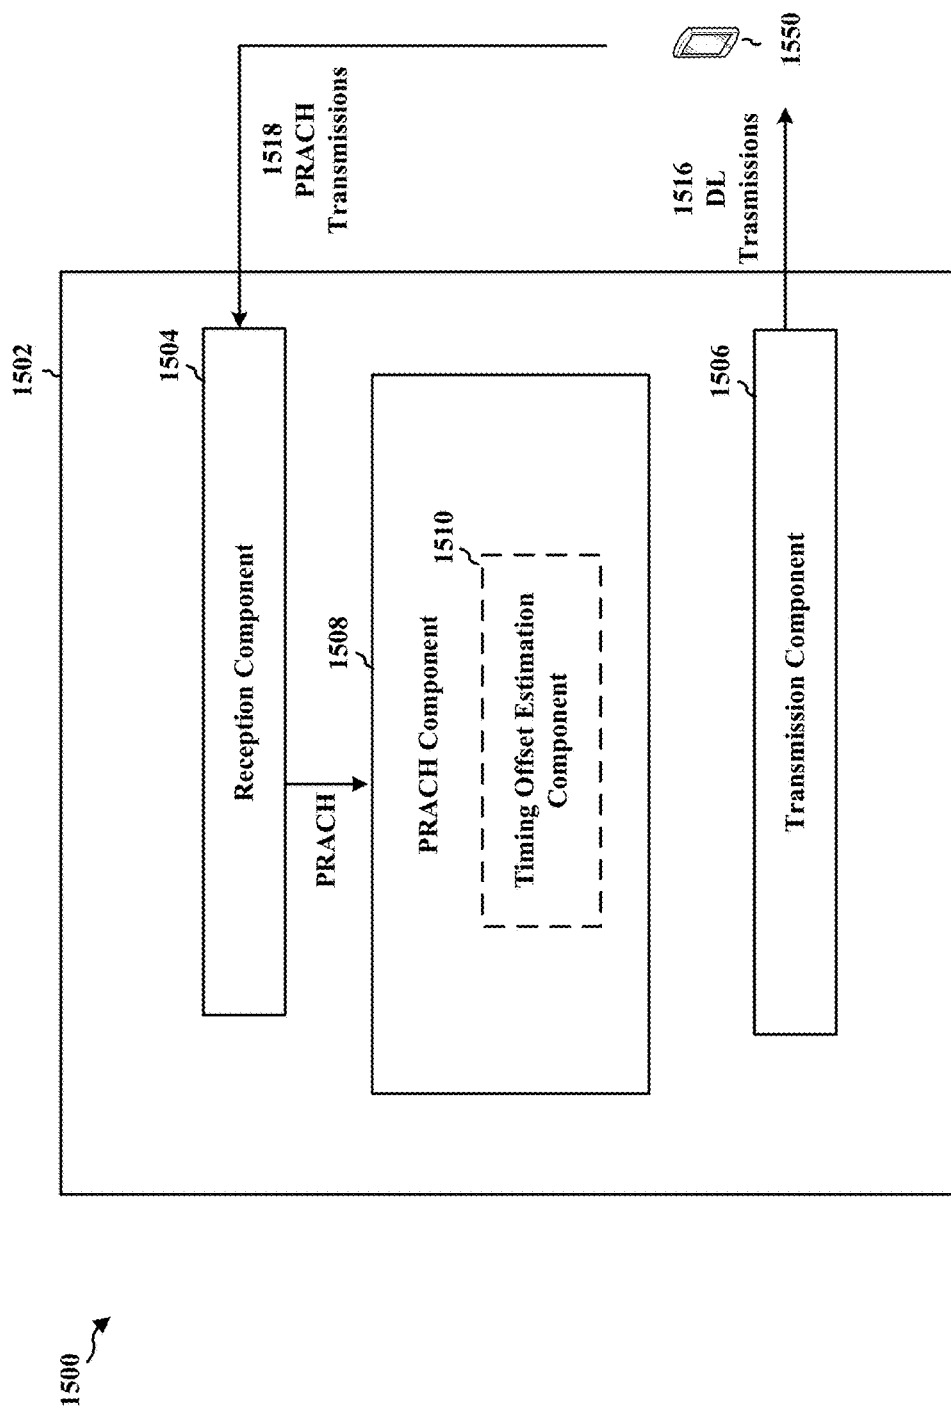 1500
1502
1504
Reception Component
1518
PRACH
Transmissions
PRACH
1508
PRACH Component
1510
Timing Offset Estimation
Component
1506
Transmission Component
1516
DL
Trasmissions
1550